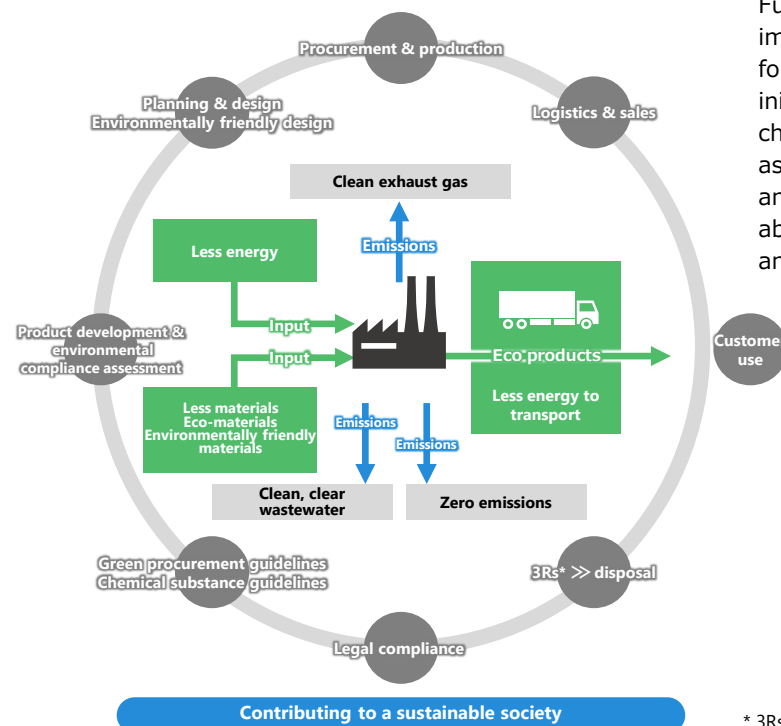 Procurement & production
Planning & design
Environmentally friendly design
Logistics & sales
Clean exhaust gas
Emissions
Less energy
Input
Product development &
environmental
compliance assessment
Input
Eco products
Customer
use
Less materials
Eco-materials
Environmentally friendly
materials
Less energy to
transport
Emissions
Emissions
Clean, clear
wastewater
Zero emissions
Green procurement guidelines
Chemical substance guidelines
3Rs* ≫ disposal
Legal compliance
Contributing to a sustainable society
* 3Rs